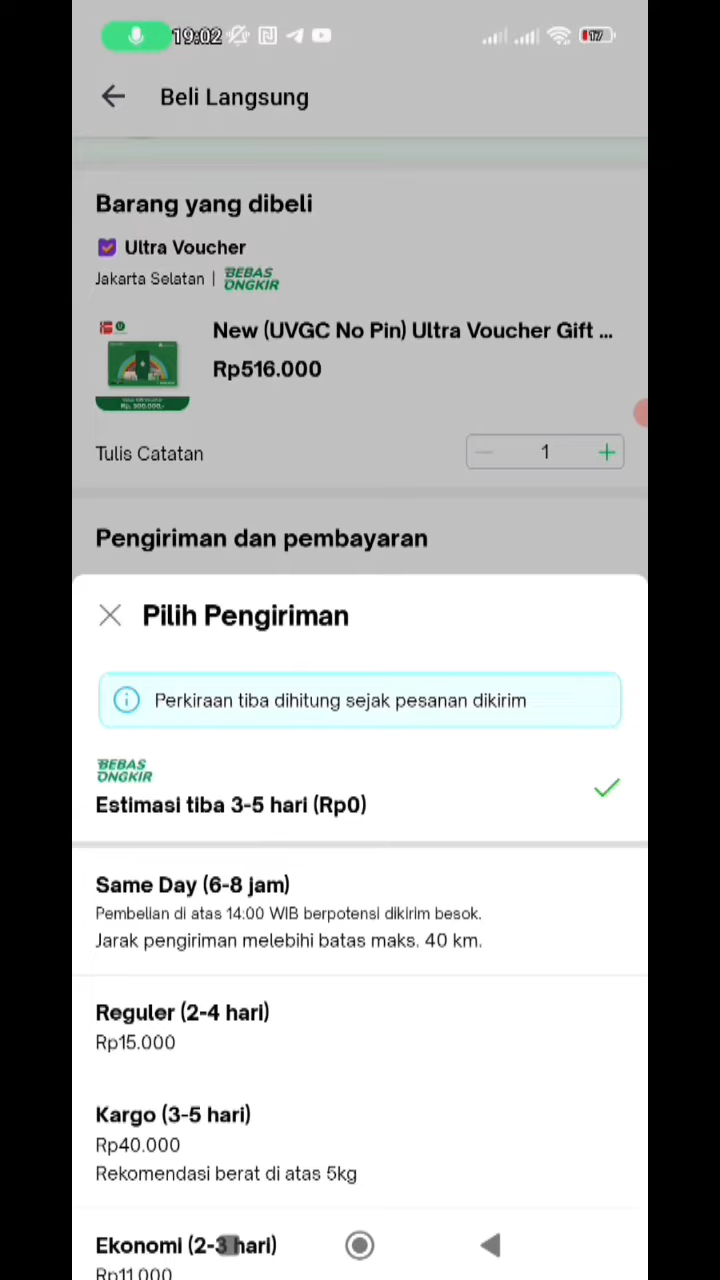 19:02
17
Beli Langsung
Barang yang dibeli
Ultra Voucher
Jakarta Selatan | BEBAS ONGKIR
New (UVGC No Pin) Ultra Voucher Gift ...
Rp516.000
Rp. 500.000,-
Tulis Catatan
1
Pengiriman dan pembayaran
Pilih Pengiriman
Perkiraan tiba dihitung sejak pesanan dikirim
BEBAS
ONGKIR
Estimasi tiba 3-5 hari (Rp0)
Same Day (6-8 jam)
Pembelian di atas 14:00 WIB berpotensi dikirim besok.
Jarak pengiriman melebihi batas maks. 40 km.
Reguler (2-4 hari)
Rp15.000
Kargo (3-5 hari)
Rp40.000
Rekomendasi berat di atas 5kg
Ekonomi (2-3 hari)
Rp11.000